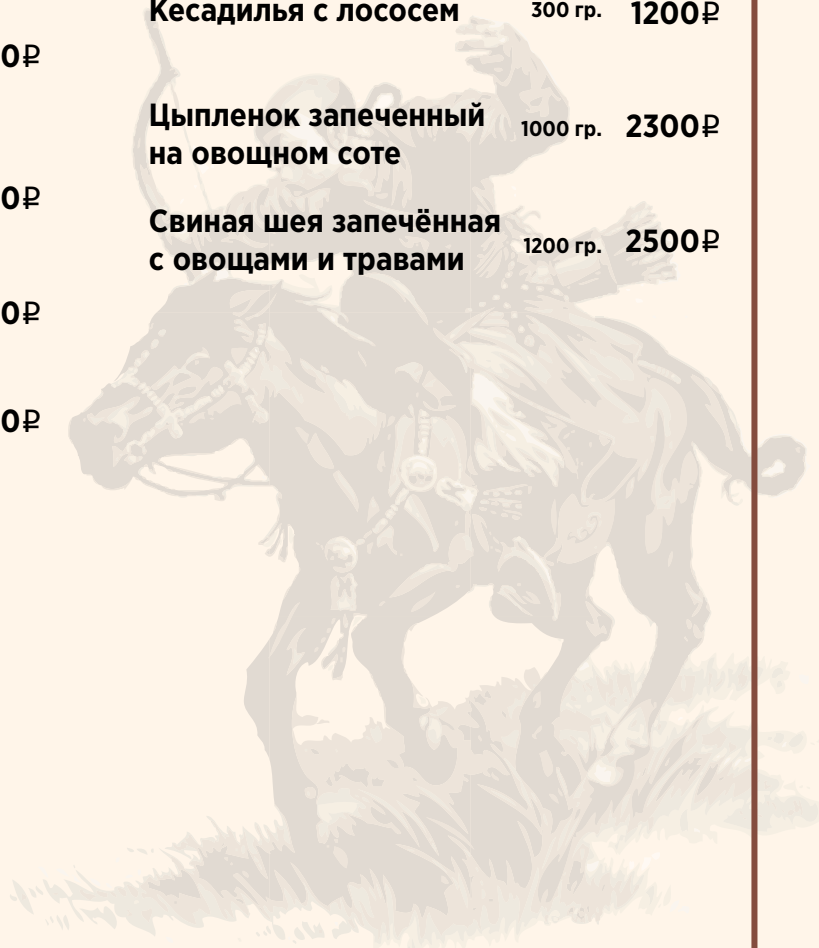 Кесадилья с лососем 300 гр. 1200₽
0₽
Цыпленок запеченный
на овощном соте 1000 гр. 2300₽
0₽
Свиная шея запечённая
с овощами и травами 1200 гр. 2500₽
0₽
0₽